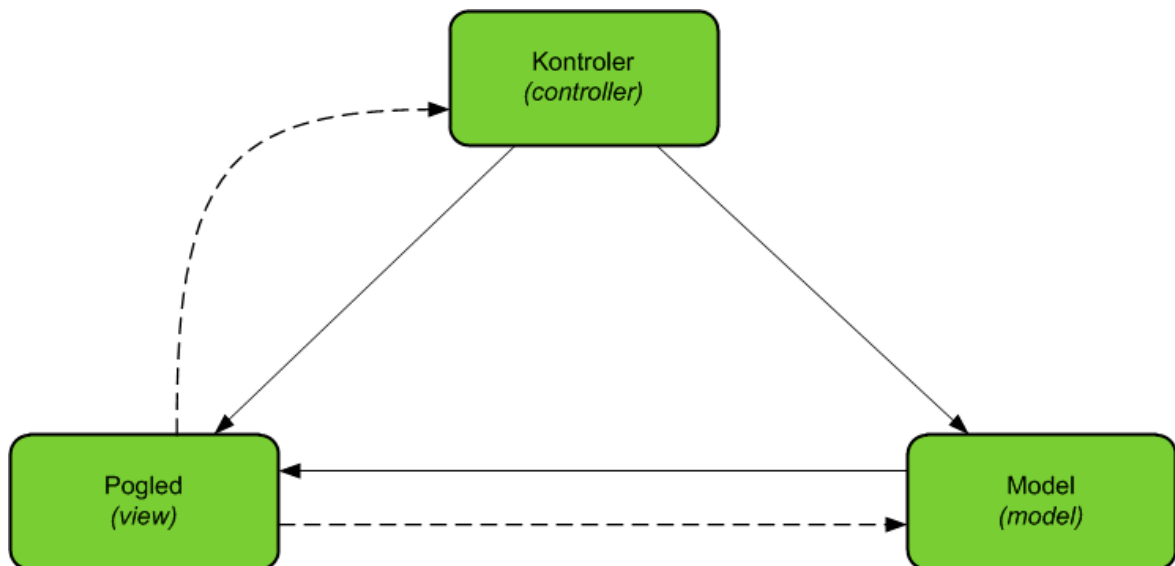 Kontroler
(controller)
Pogled
(view)
Model
(model)